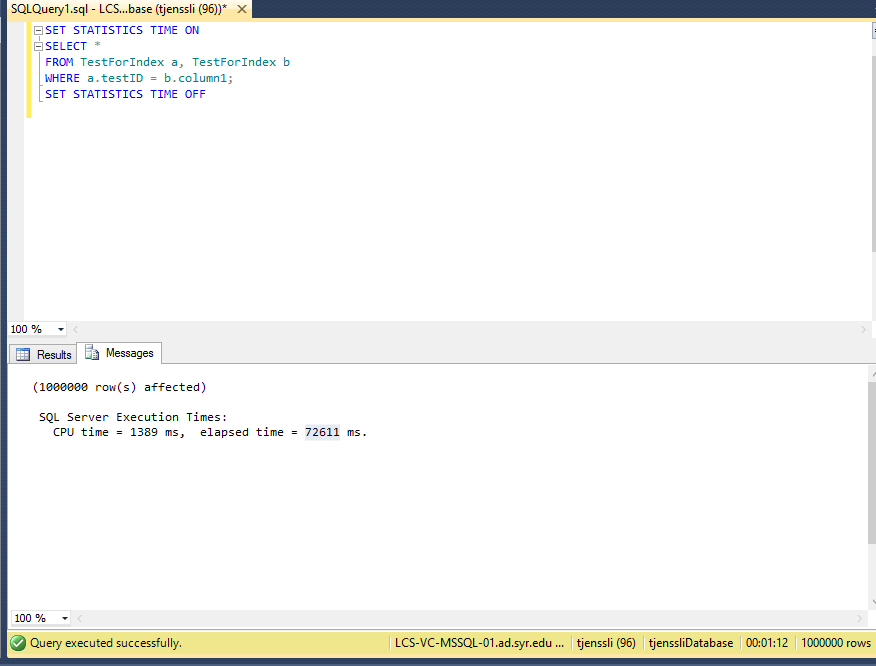 SQLQuery1.sql - LCS...base (tjenssli (96))*
SET STATISTICS TIME ON
SELECT *
FROM TestForIndex a, TestForIndex b
WHERE a.testID = b.column1;
SET STATISTICS TIME OFF
100 %
Results Messages
(1000000 row(s) affected)
SQL Server Execution Times:
CPU time = 1389 ms, elapsed time = 72611 ms.
100 %
Query executed successfully. LCS-VC-MSSQL-01.ad.syr.edu ... tjenssli (96) tjenssliDatabase 00:01:12 1000000 rows